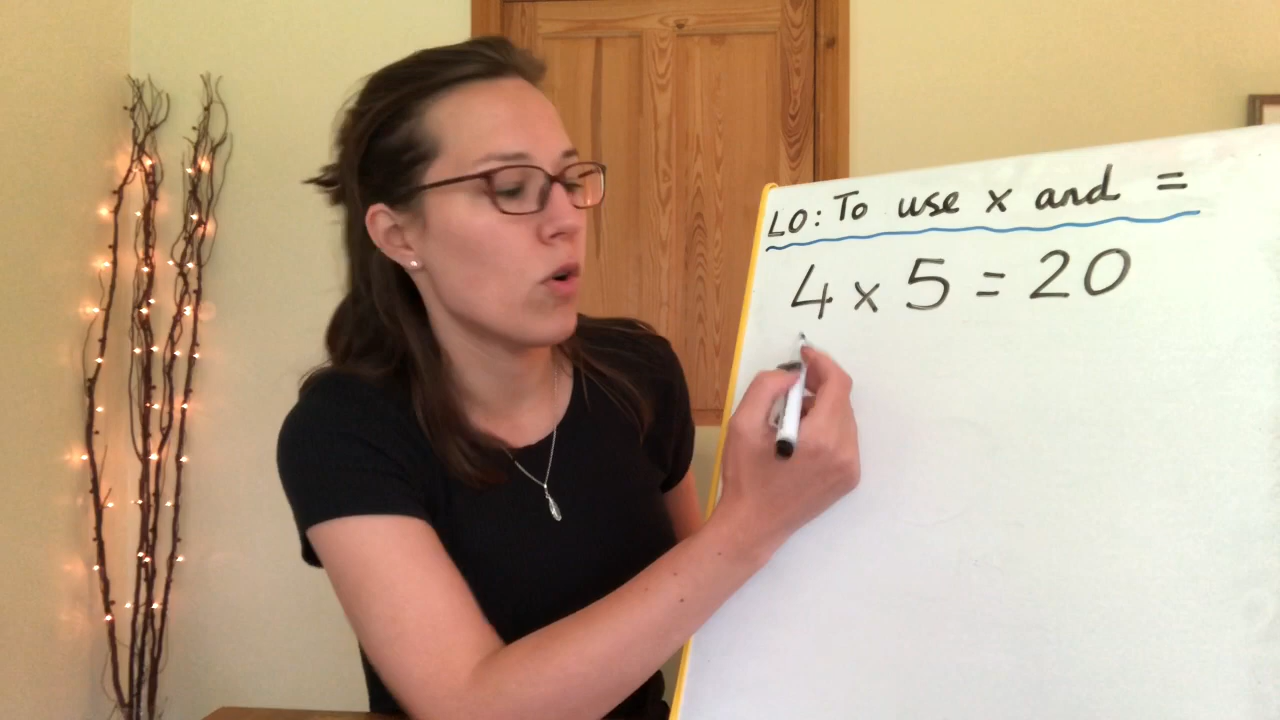 LO: To use x and =
4 x 5 = 20